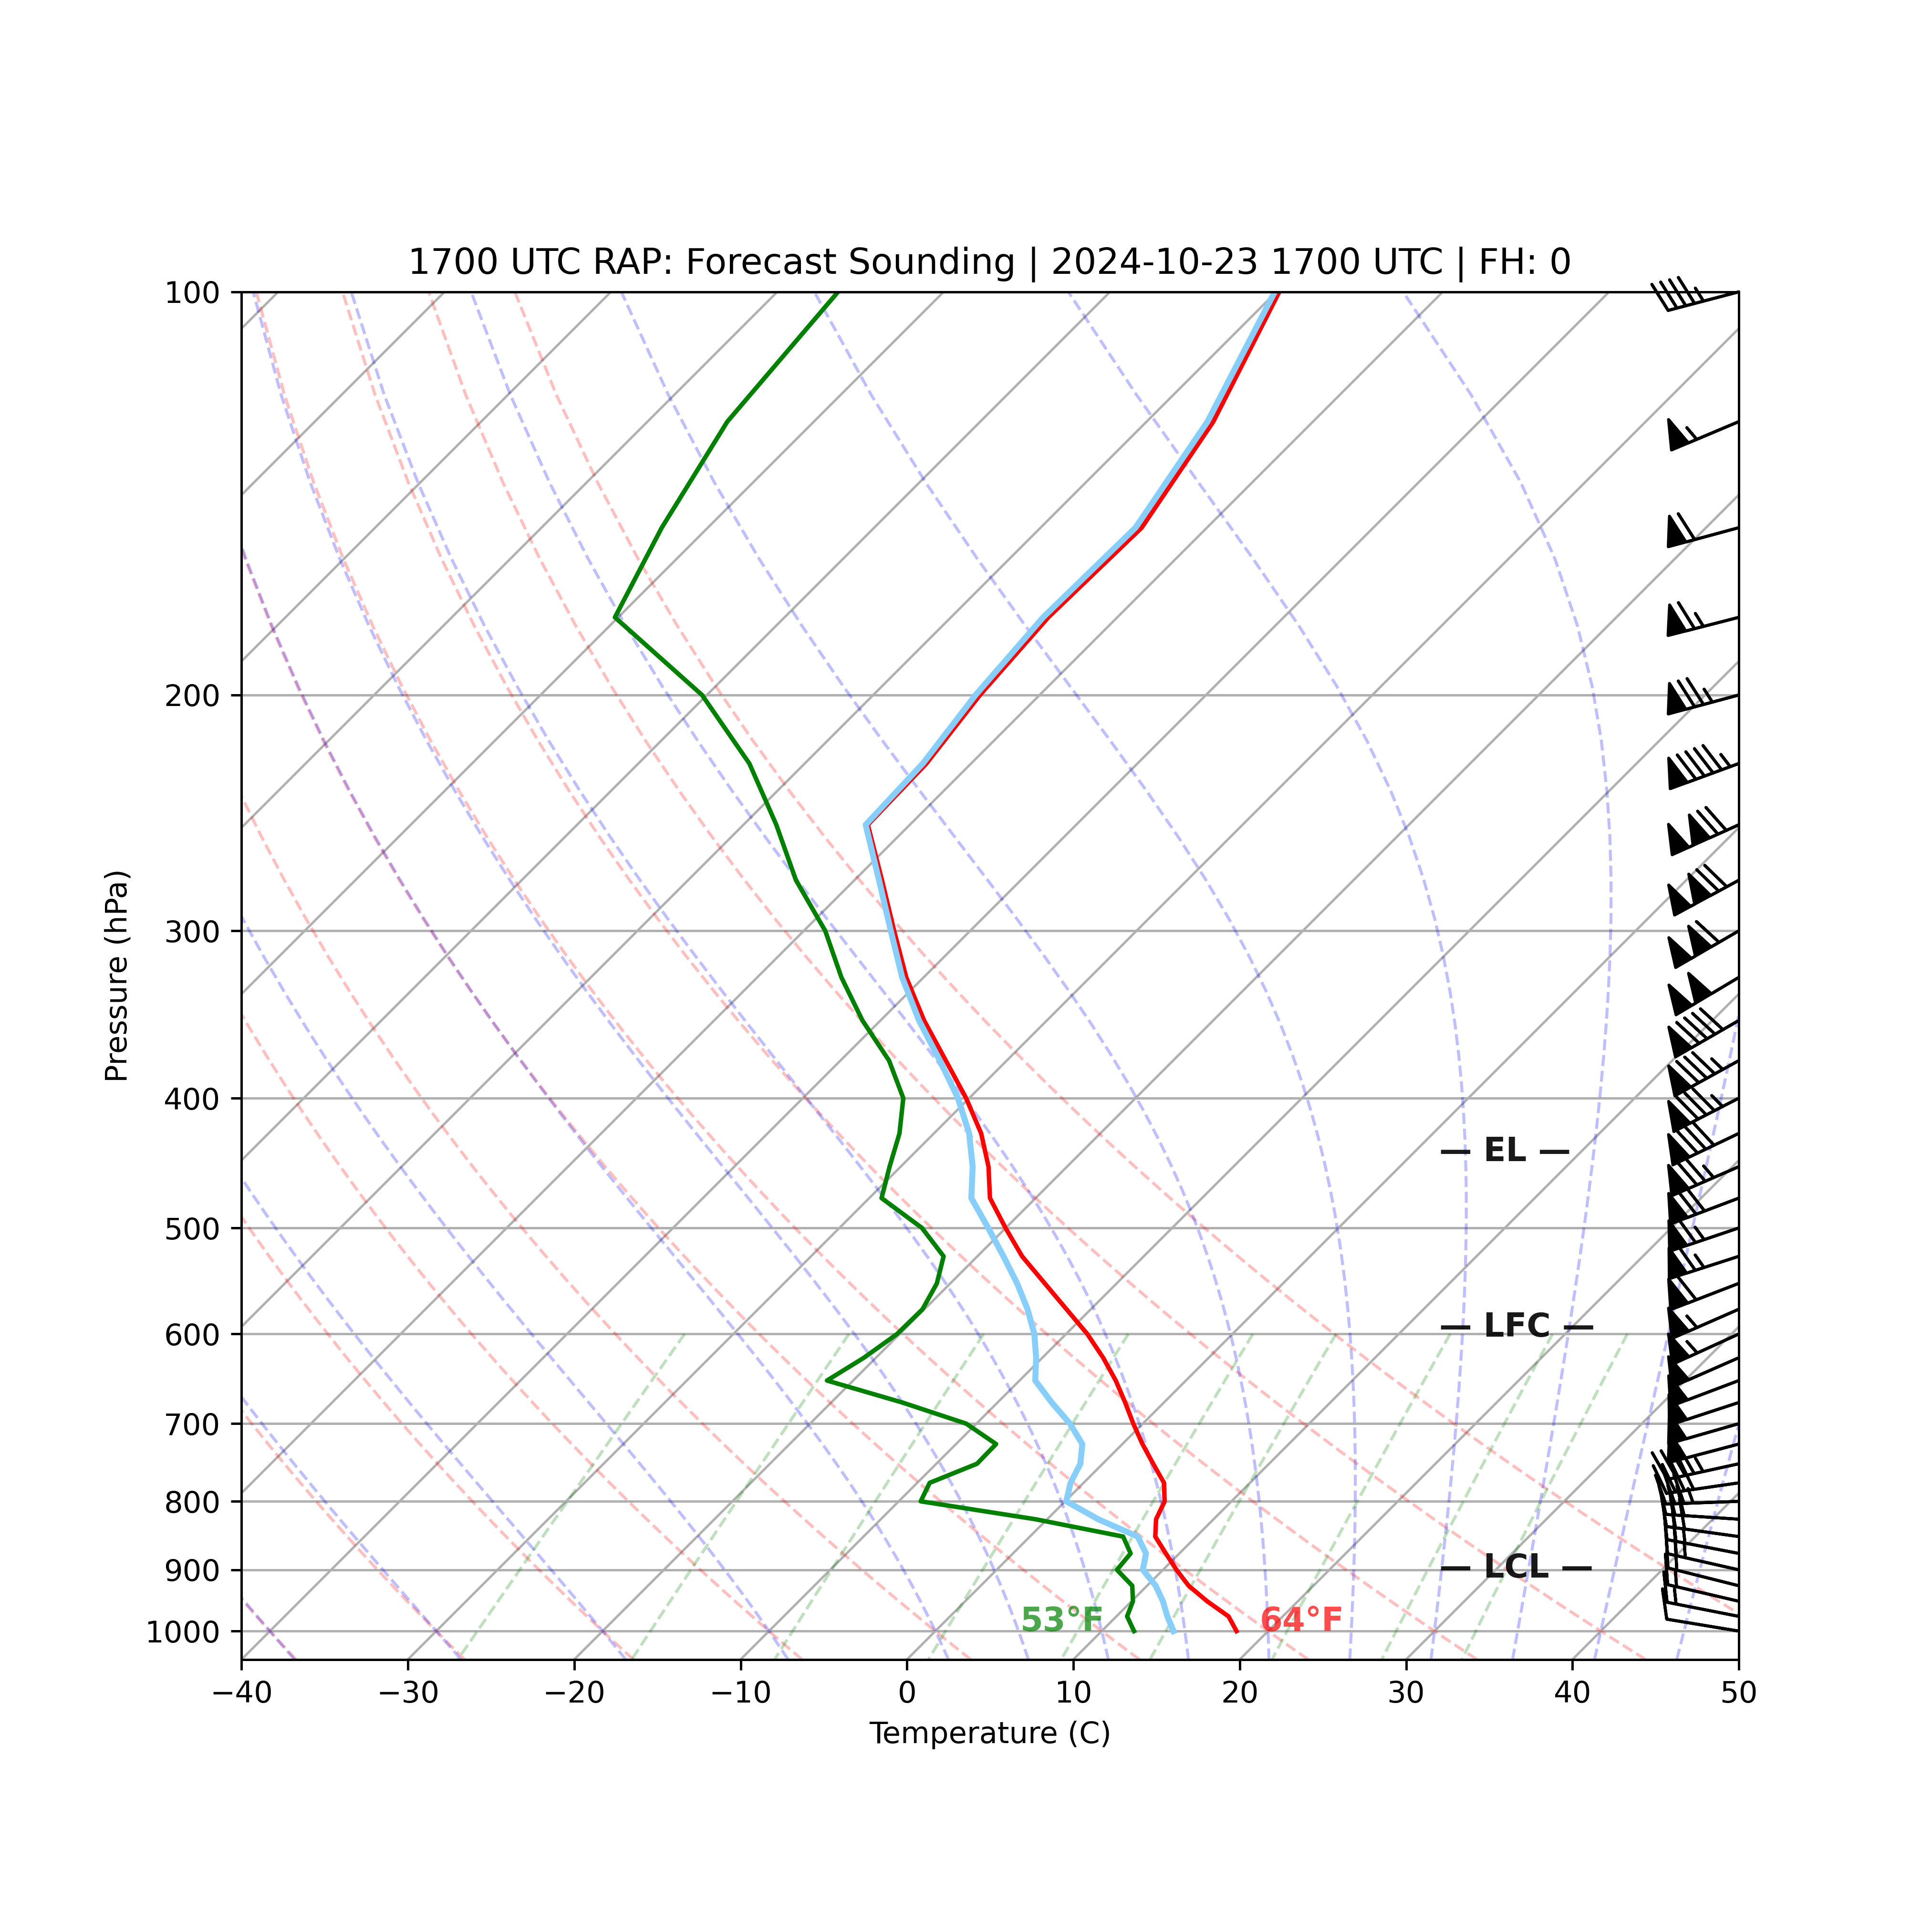 1700 UTC RAP: Forecast Sounding | 2024-10-23 1700 UTC | FH: 0
100
200
300
400
500
600
700
800
900
1000
Pressure (hPa)
— EL —
— LFC —
— LCL —
53°F
64°F
−40 −30 −20 −10 0 10 20 30 40 50
Temperature (C)